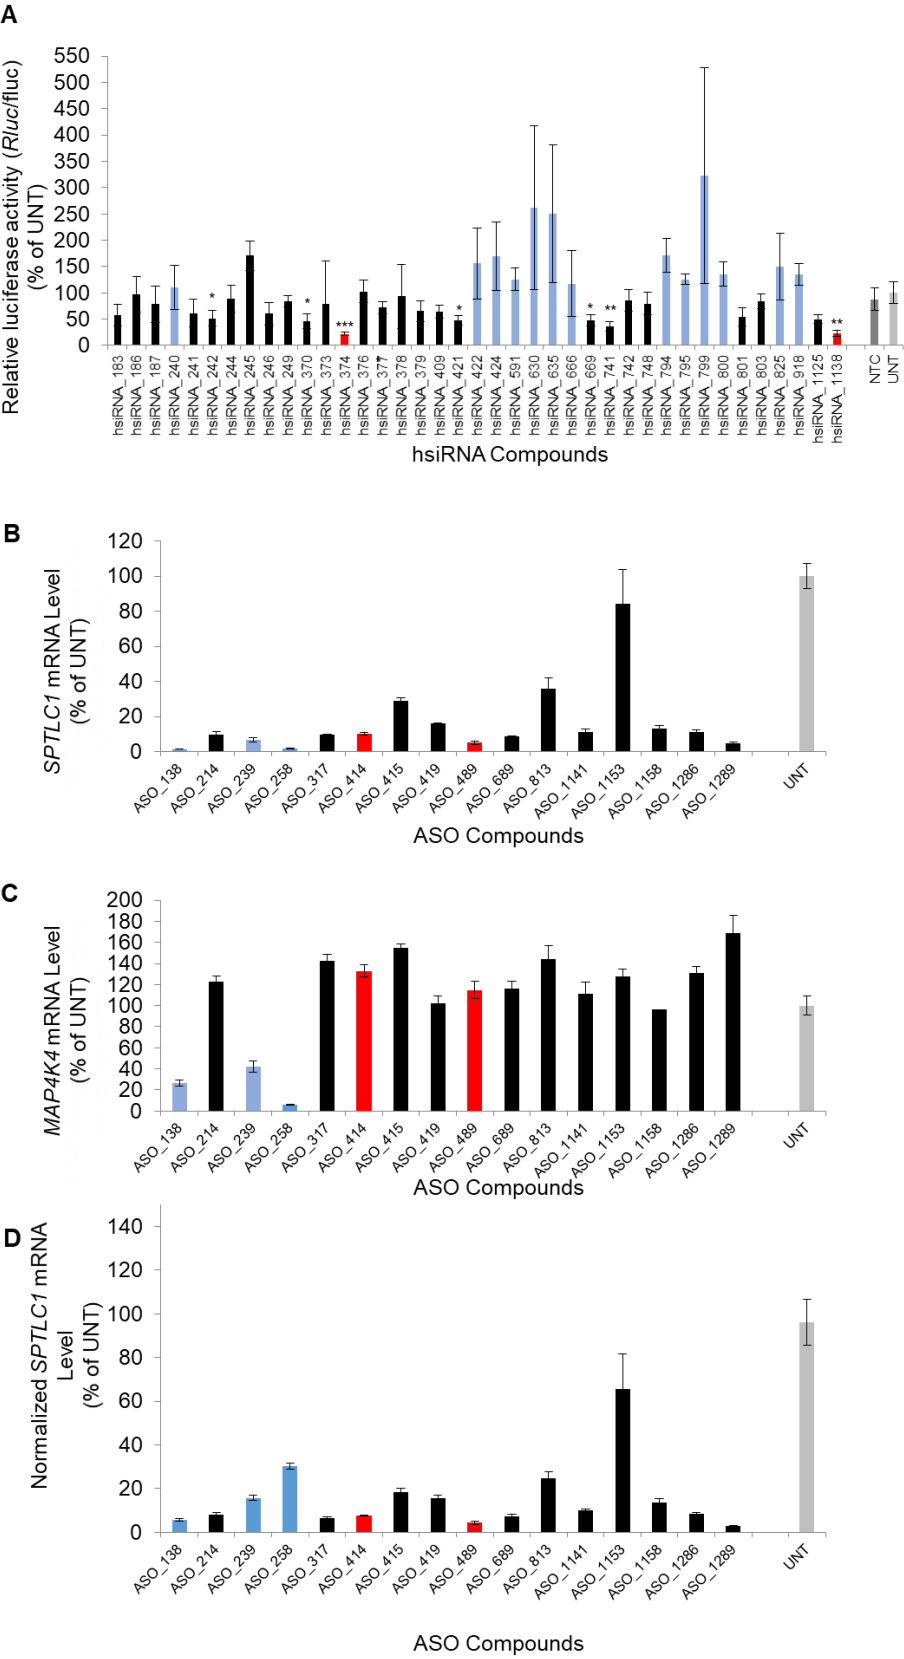 A
Relative luciferase activity (Rluc/fluc)
(% of UNT)
550
500
450
400
350
300
250
200
150
100
50
0
*
*
***
*
*
**
**
hsiRNA_183
hsiRNA_186
hsiRNA_187
hsiRNA_240
hsiRNA_241
hsiRNA_242
hsiRNA_244
hsiRNA_245
hsiRNA_246
hsiRNA_249
hsiRNA_370
hsiRNA_373
hsiRNA_374
hsiRNA_376
hsiRNA_377
hsiRNA_378
hsiRNA_379
hsiRNA_409
hsiRNA_421
hsiRNA_422
hsiRNA_424
hsiRNA_591
hsiRNA_630
hsiRNA_635
hsiRNA_666
hsiRNA_669
hsiRNA_741
hsiRNA_742
hsiRNA_748
hsiRNA_794
hsiRNA_795
hsiRNA_799
hsiRNA_800
hsiRNA_801
hsiRNA_803
hsiRNA_825
hsiRNA_918
hsiRNA_1125
hsiRNA_1138
NTC
UNT
hsiRNA Compounds
B
SPTLC1 mRNA Level
(% of UNT)
120
100
80
60
40
20
0
ASO_138
ASO_214
ASO_239
ASO_258
ASO_317
ASO_414
ASO_415
ASO_419
ASO_489
ASO_689
ASO_813
ASO_1141
ASO_1153
ASO_1158
ASO_1286
ASO_1289
UNT
ASO Compounds
C
MAP4K4 mRNA Level
(% of UNT)
200
180
160
140
120
100
80
60
40
20
0
ASO_138
ASO_214
ASO_239
ASO_258
ASO_317
ASO_414
ASO_415
ASO_419
ASO_489
ASO_689
ASO_813
ASO_1141
ASO_1153
ASO_1158
ASO_1286
ASO_1289
UNT
ASO Compounds
D
Normalized SPTLC1 mRNA
Level
(% of UNT)
140
120
100
80
60
40
20
0
ASO_138
ASO_214
ASO_239
ASO_258
ASO_317
ASO_414
ASO_415
ASO_419
ASO_489
ASO_689
ASO_813
ASO_1141
ASO_1153
ASO_1158
ASO_1286
ASO_1289
UNT
ASO Compounds